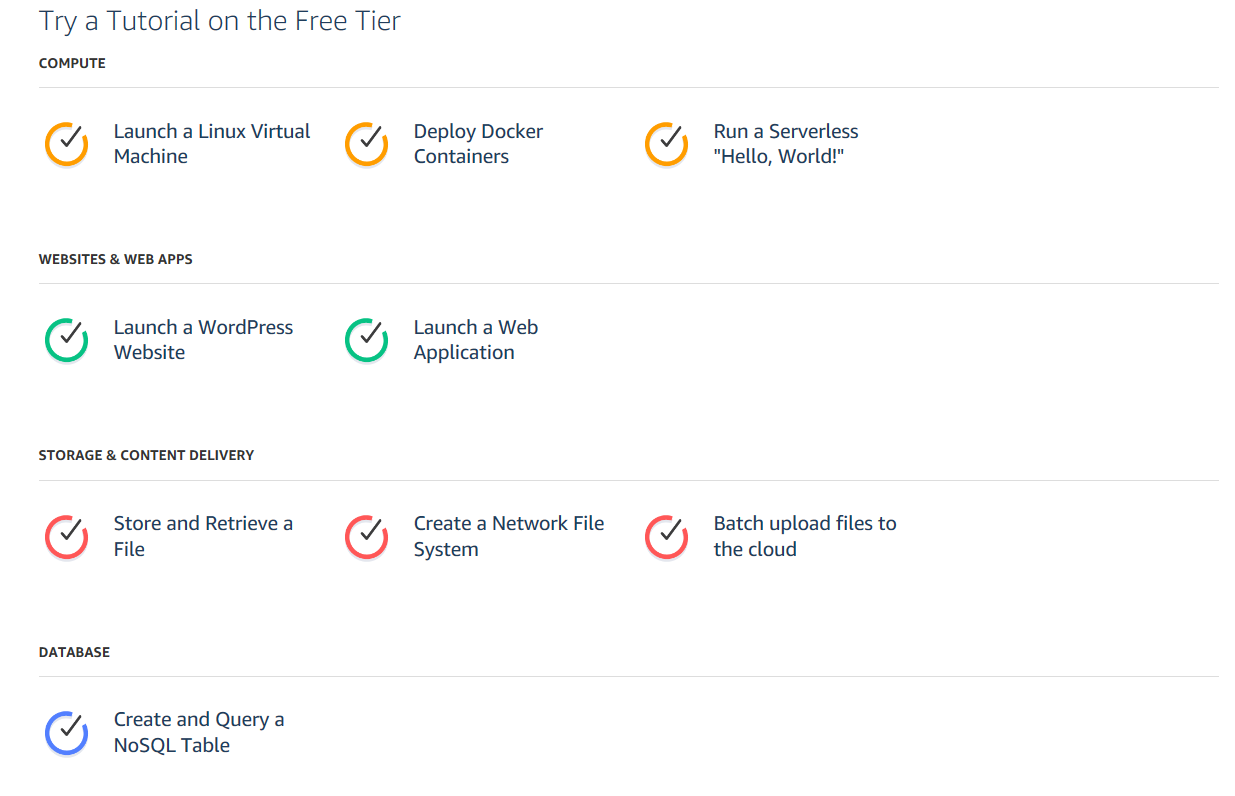 Try a Tutorial on the Free Tier
COMPUTE
Launch a Linux Virtual
Machine
Deploy Docker
Containers
Run a Serverless
"Hello, World!"
WEBSITES & WEB APPS
Launch a WordPress
Website
Launch a Web
Application
STORAGE & CONTENT DELIVERY
Store and Retrieve a
File
Create a Network File
System
Batch upload files to
the cloud
DATABASE
Create and Query a
NoSQL Table